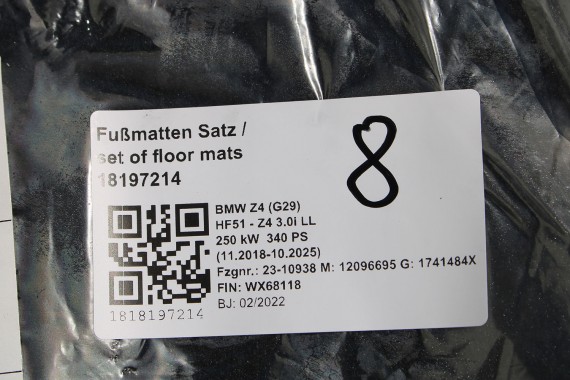 Fußmatten Satz /
set of floor mats
18197214
8
BMW Z4 (G29)
HF51 - Z4 3.0i LL
250 kW 340 PS
(11.2018-10.2025)
Fzgnr.: 23-10938 M: 12096695 G: 1741484X
FIN: WX68118
BJ: 02/2022
1818197214